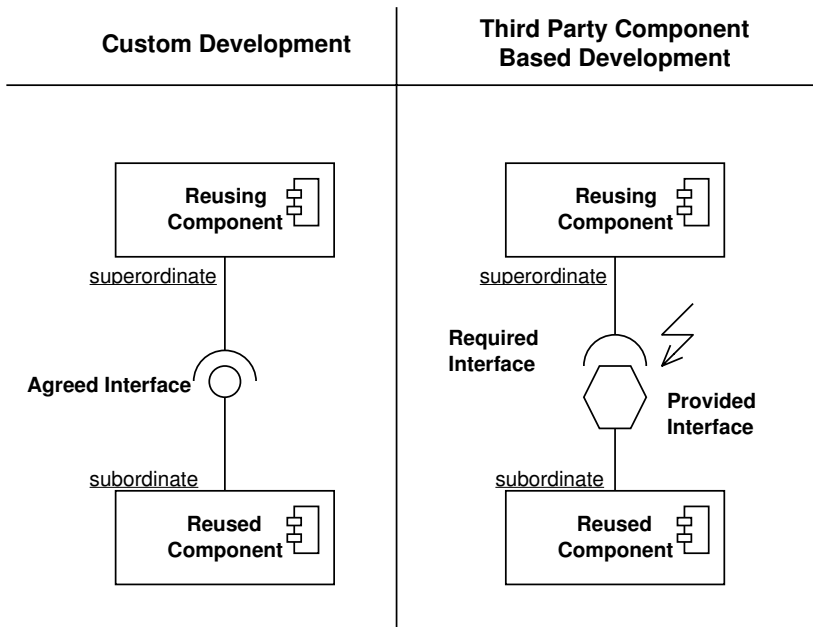 Custom Development
Third Party Component
Based Development
Reusing
Component
superordinate
Agreed Interface
subordinate
Reused
Component
Reusing
Component
superordinate
Required
Interface
Provided
Interface
subordinate
Reused
Component